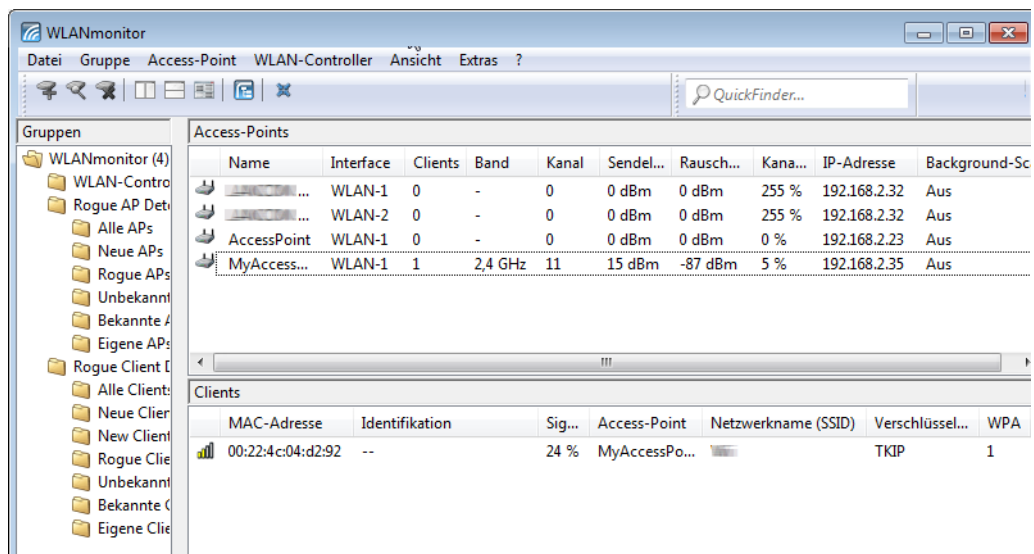 WLANmonitor
Datei Gruppe Access-Point WLAN-Controller Ansicht Extras ?
QuickFinder...
Gruppen
WLANmonitor (4)
WLAN-Contro
Rogue AP Det
Alle APs
Neue APs
Rogue APs
Unbekannt
Bekannte A
Eigene APs
Rogue Client D
Alle Clients
Neue Clien
New Client
Rogue Clie
Unbekannt
Bekannte C
Eigene Clie
Access-Points
Name Interface Clients Band Kanal Sendel... Rausch... Kana... IP-Adresse Background-Sc
... WLAN-1 0 - 0 0 dBm 0 dBm 255 % 192.168.2.32 Aus
... WLAN-2 0 - 0 0 dBm 0 dBm 255 % 192.168.2.32 Aus
AccessPoint WLAN-1 0 - 0 0 dBm 0 dBm 0 % 192.168.2.23 Aus
MyAccess... WLAN-1 1 2,4 GHz 11 15 dBm -87 dBm 5 % 192.168.2.35 Aus
Clients
MAC-Adresse Identifikation Sig... Access-Point Netzwerkname (SSID) Verschlüssel... WPA
00:22:4c:04:d2:92 -- 24 % MyAccessPo... TKIP 1